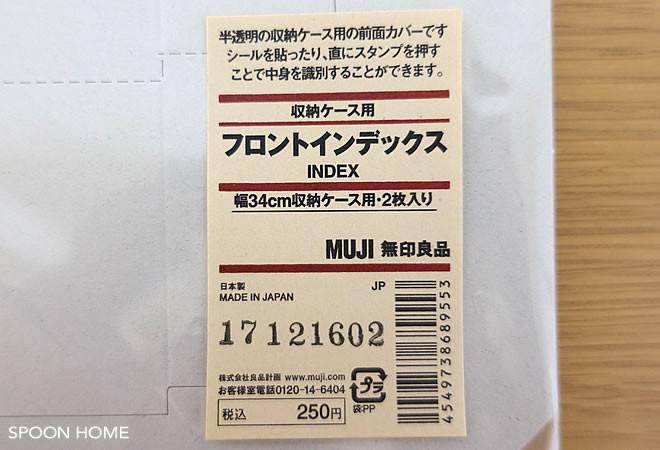 半透明の収納ケース用の前面カバーです
シールを貼ったり、直にスタンプを押す
ことで中身を識別することができます。
収納ケース用
フロントインデックス
INDEX
幅34cm収納ケース用・2枚入り
MUJI 無印良品
日本製
MADE IN JAPAN
JP
17121602
4549738689553
株式会社良品計画 www.muji.com
お客様室電話0120-14-6404
プラ
袋:PP
税込 250円
SPOON HOME